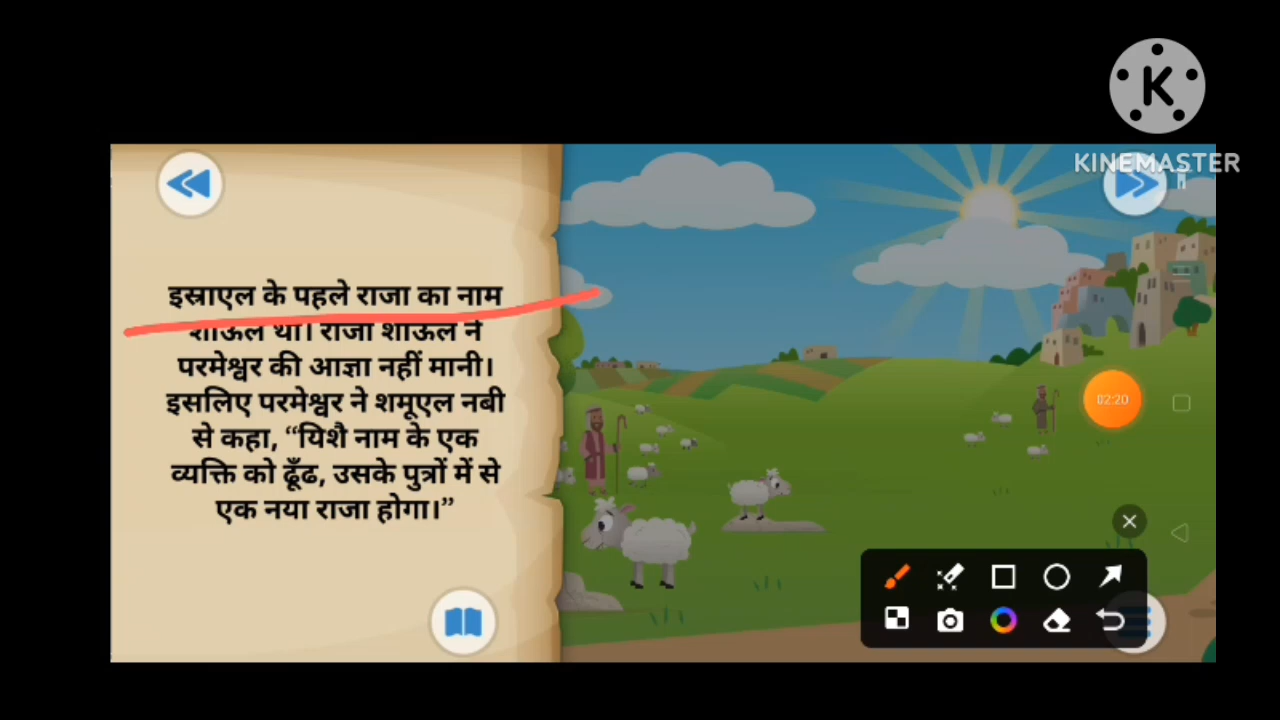 K
KINEMASTER
इस्राएल के पहले राजा का नाम
शाऊल था। राजा शाऊल ने
परमेश्वर की आज्ञा नहीं मानी।
इसलिए परमेश्वर ने शमूएल नबी
से कहा, “यिशै नाम के एक
व्यक्ति को ढूँढ, उसके पुत्रों में से
एक नया राजा होगा।”
02:20